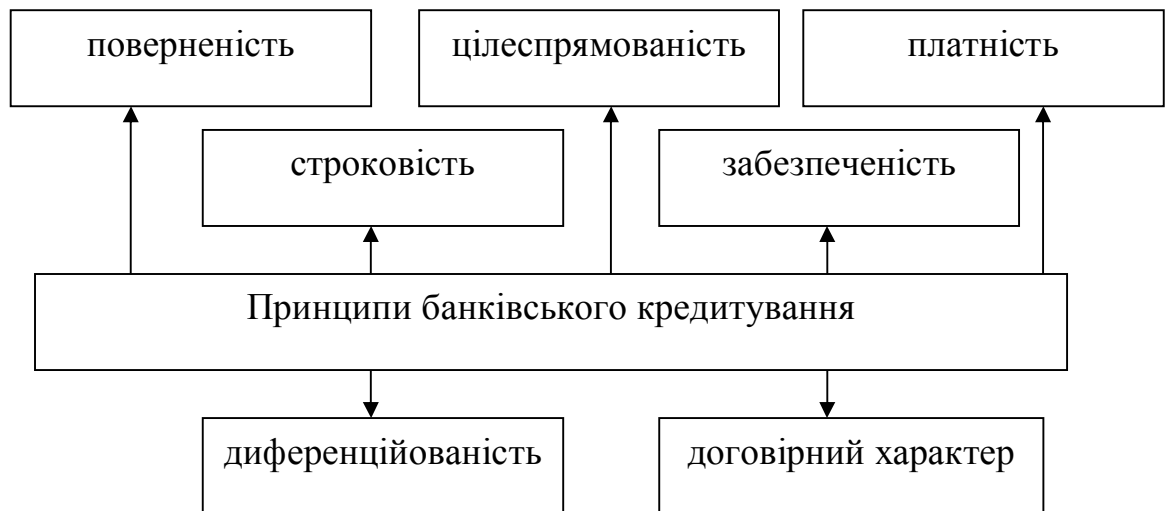 поверненість
цілеспрямованість
платність
строковість
забезпеченість
Принципи банківського кредитування
диференційованість
договірний характер